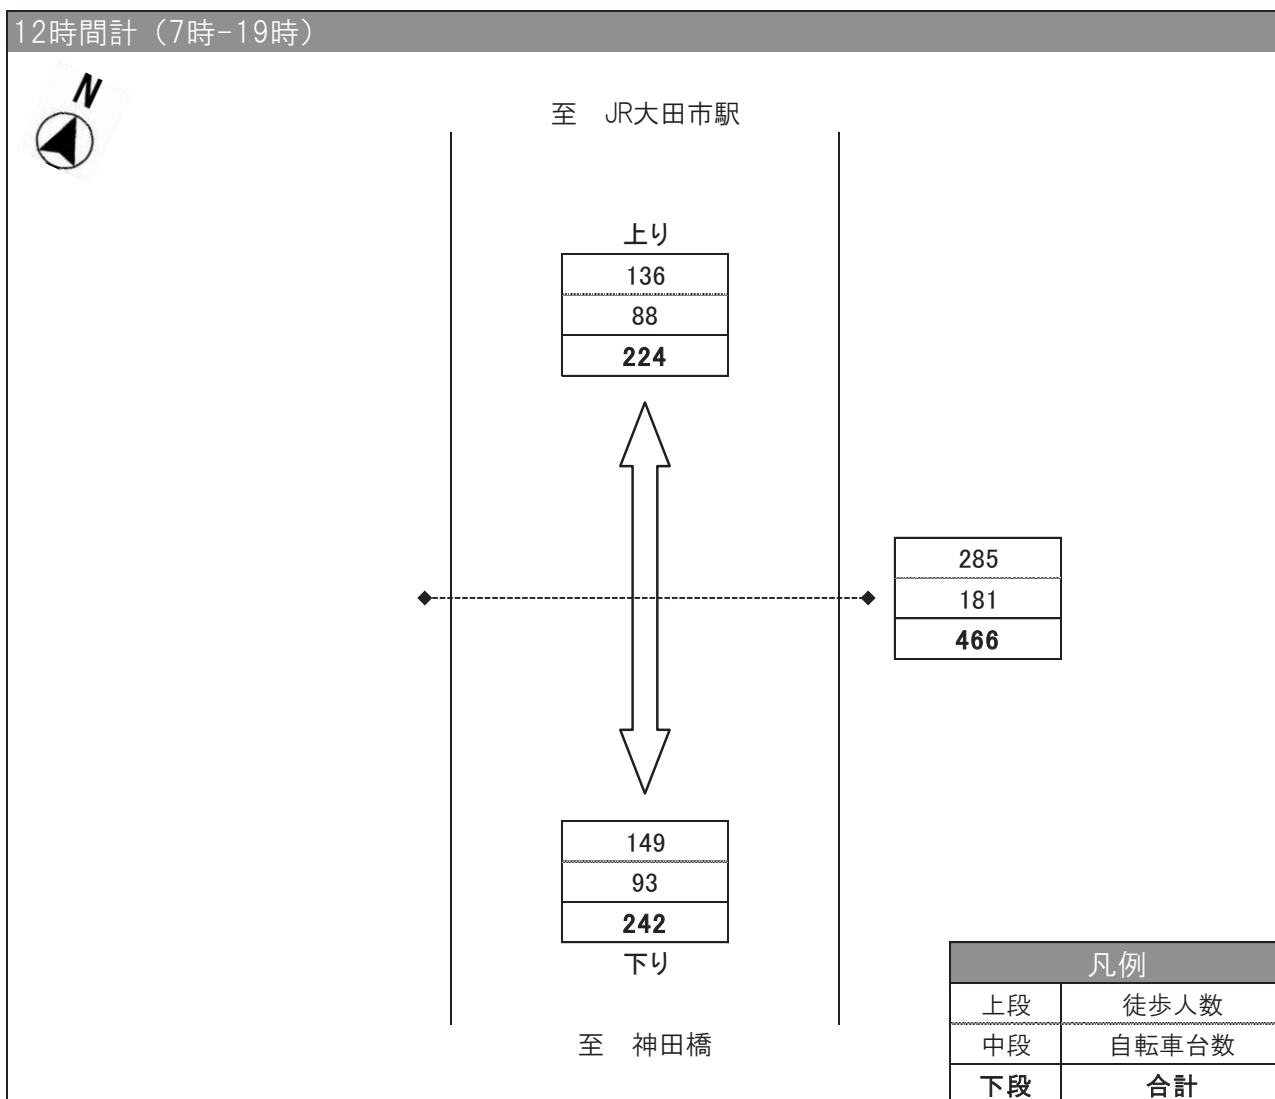 12時間計（7時-19時）
N
至　JR大田市駅
上り
136
88
224
285
181
466
149
93
242
下り
至　神田橋
凡例
上段　徒歩人数
中段　自転車台数
下段　合計